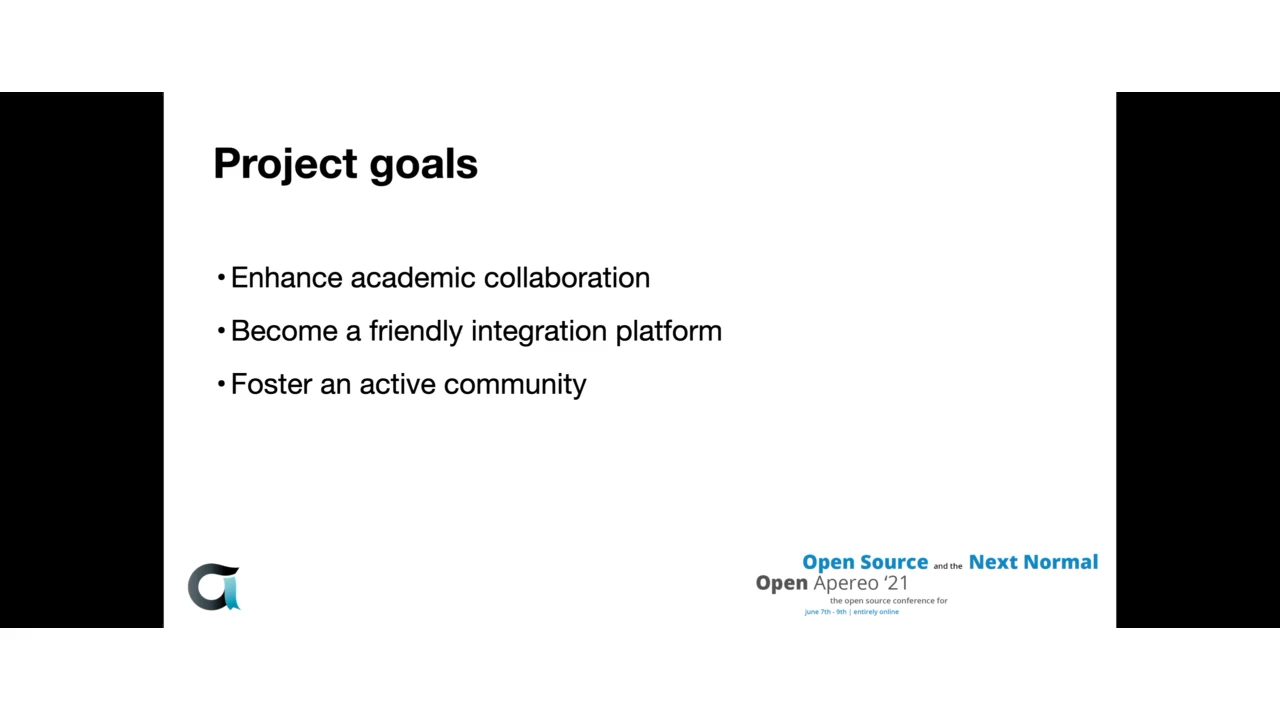 Project goals
• Enhance academic collaboration
• Become a friendly integration platform
• Foster an active community
Open Source and the Next Normal
Open Apereo ‘21
the open source conference for
june 7th - 9th | entirely online